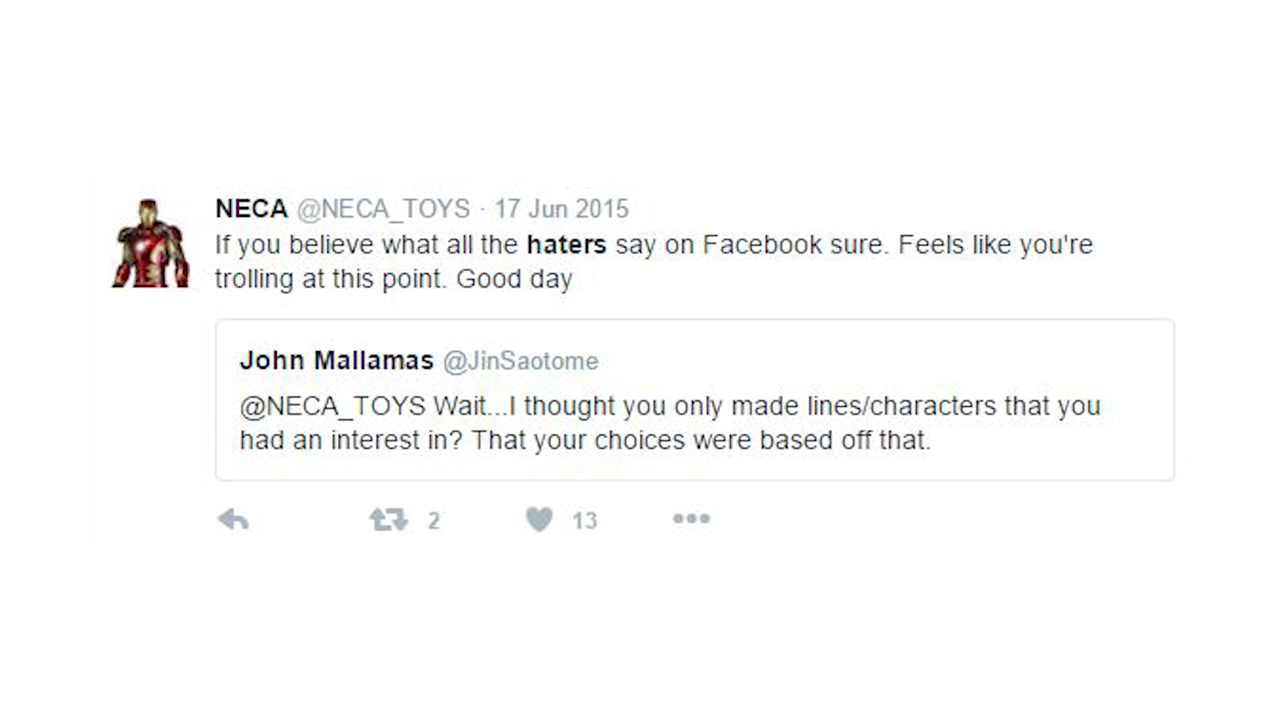 NECA @NECA_TOYS · 17 Jun 2015
If you believe what all the haters say on Facebook sure. Feels like you're
trolling at this point. Good day
John Mallamas @JinSaotome
@NECA_TOYS Wait...I thought you only made lines/characters that you
had an interest in? That your choices were based off that.
2 13